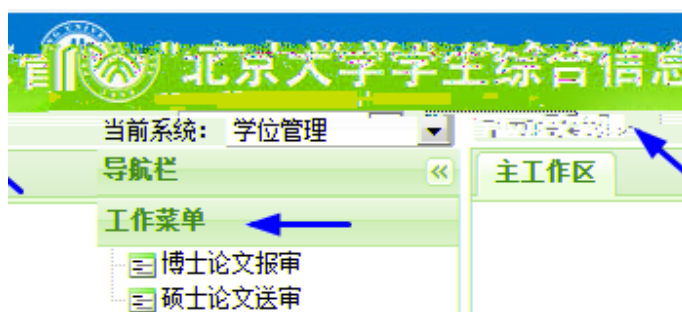 北京大学学生综合信息
当前系统： 学位管理
导航栏
主工作区
工作菜单
博士论文报审
硕士论文送审